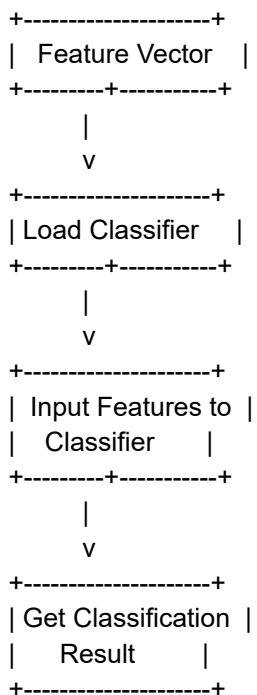 +---------------------+
|   Feature Vector   |
+---------+-----------+
|
v
+---------------------+
| Load Classifier     |
+---------+-----------+
|
v
+---------------------+
|  Input Features to  |
|    Classifier       |
+---------+-----------+
|
v
+---------------------+
| Get Classification  |
|      Result         |
+---------------------+